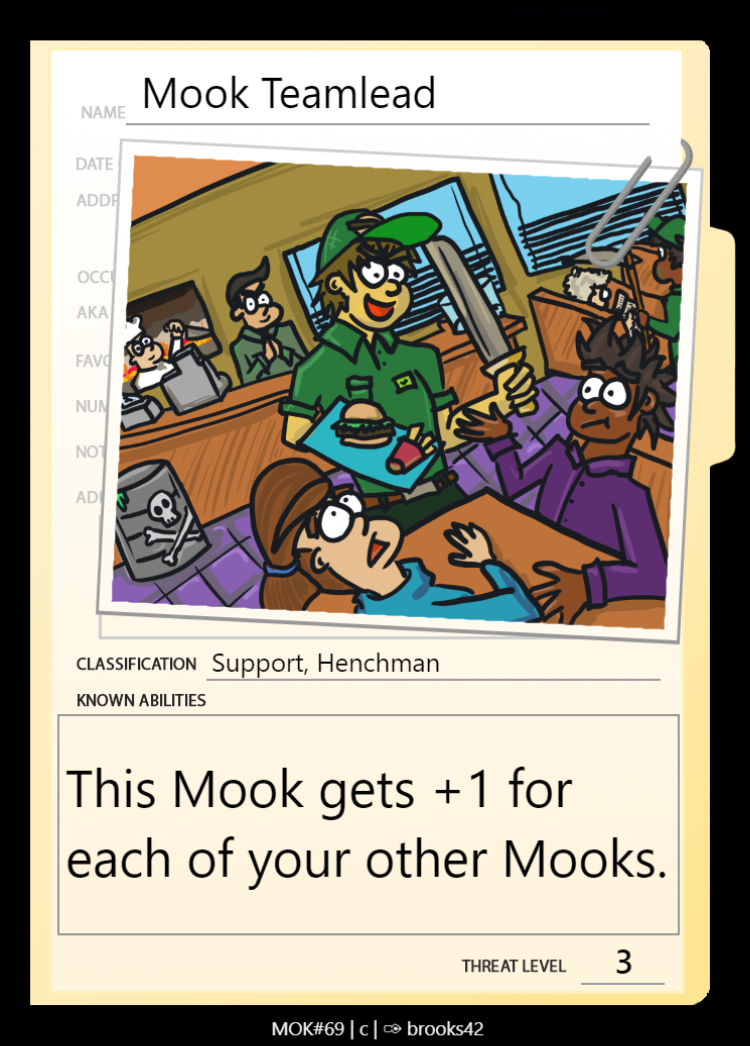 NAME Mook Teamlead
DATE
ADDR
OCCU
AKA
FAVO
NUM
NOT
ADD
CLASSIFICATION Support, Henchman
KNOWN ABILITIES
This Mook gets +1 for
each of your other Mooks.
THREAT LEVEL 3
MOK#69 | c | ✑ brooks42